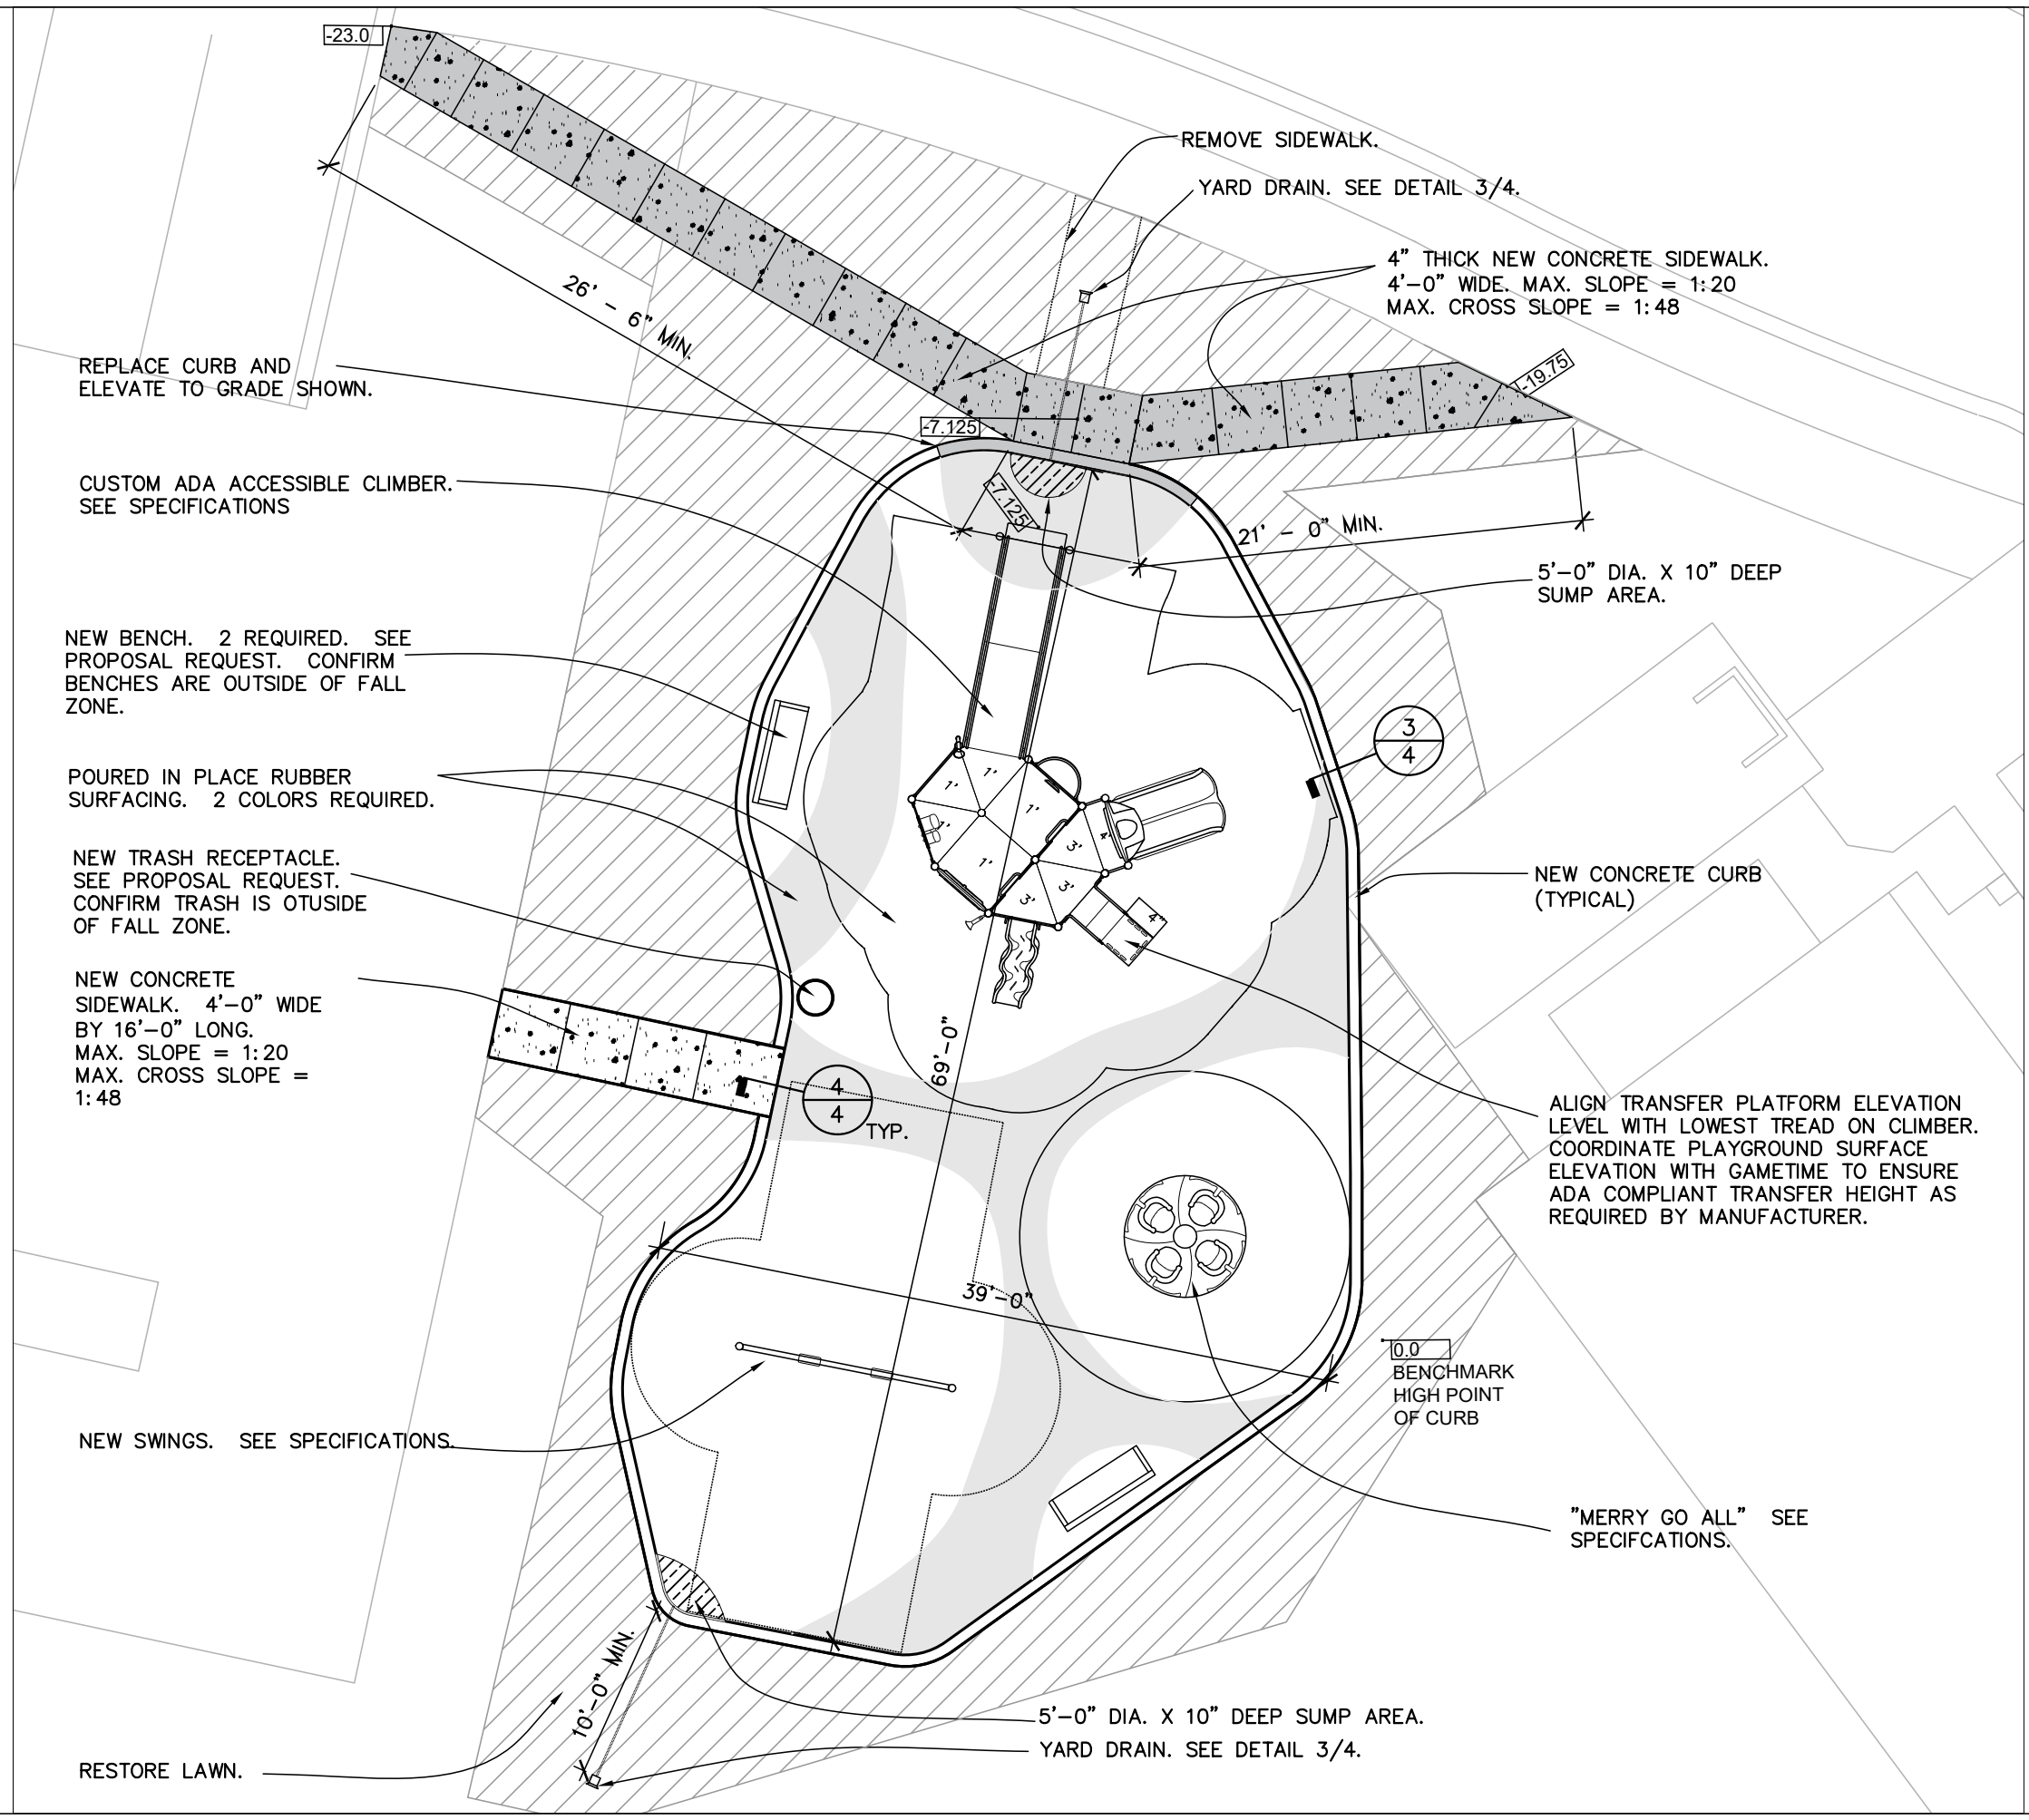 -23.0
REMOVE SIDEWALK.
YARD DRAIN. SEE DETAIL 3/4.
4” THICK NEW CONCRETE SIDEWALK.
4’-0” WIDE. MAX. SLOPE = 1:20
MAX. CROSS SLOPE = 1:48
26’ - 6” MIN.
REPLACE CURB AND
ELEVATE TO GRADE SHOWN.
-19.75
-7.125
CUSTOM ADA ACCESSIBLE CLIMBER.
SEE SPECIFICATIONS
-7.125
21’ - 0” MIN.
5’-0” DIA. X 10” DEEP
SUMP AREA.
NEW BENCH. 2 REQUIRED. SEE
PROPOSAL REQUEST. CONFIRM
BENCHES ARE OUTSIDE OF FALL
ZONE.
3
4
POURED IN PLACE RUBBER
SURFACING. 2 COLORS REQUIRED.
1’
1’
1’
1’
1’
4’
3’
3’
3’
4”
NEW TRASH RECEPTACLE.
SEE PROPOSAL REQUEST.
CONFIRM TRASH IS OTUSIDE
OF FALL ZONE.
NEW CONCRETE CURB
(TYPICAL)
NEW CONCRETE
SIDEWALK. 4’-0” WIDE
BY 16’-0” LONG.
MAX. SLOPE = 1:20
MAX. CROSS SLOPE =
1:48
69’-0”
4
4
TYP.
ALIGN TRANSFER PLATFORM ELEVATION
LEVEL WITH LOWEST TREAD ON CLIMBER.
COORDINATE PLAYGROUND SURFACE
ELEVATION WITH GAMETIME TO ENSURE
ADA COMPLIANT TRANSFER HEIGHT AS
REQUIRED BY MANUFACTURER.
39’-0”
0.0
BENCHMARK
HIGH POINT
OF CURB
NEW SWINGS. SEE SPECIFICATIONS.
”MERRY GO ALL” SEE
SPECIFCATIONS.
10’-0” MIN.
5’-0” DIA. X 10” DEEP SUMP AREA.
YARD DRAIN. SEE DETAIL 3/4.
RESTORE LAWN.